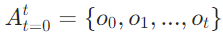 $A_{t=0}^{t} = \{o_0, o_1, ..., o_t\}$